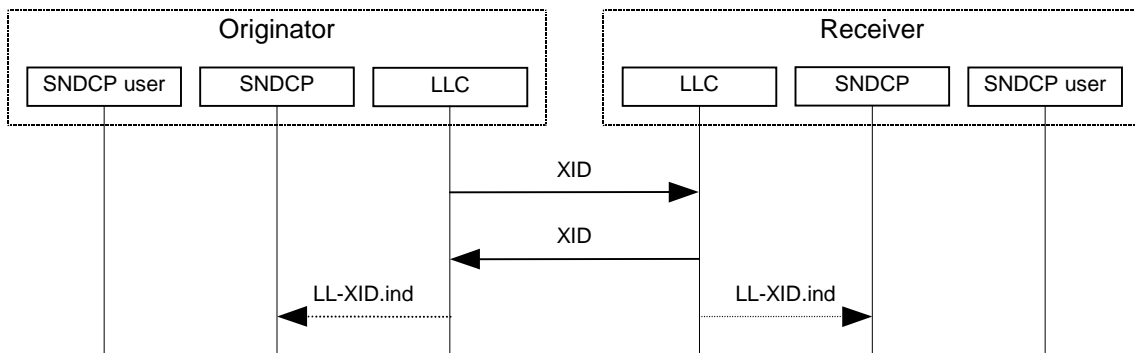 Originator
Receiver
SNDCP user
SNDCP
LLC
LLC
SNDCP
SNDCP user
XID
XID
LL-XID.ind
LL-XID.ind